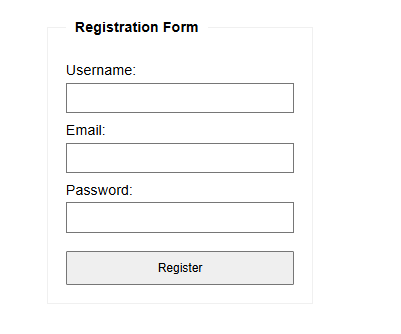 Registration Form
Username:
Email:
Password:
Register